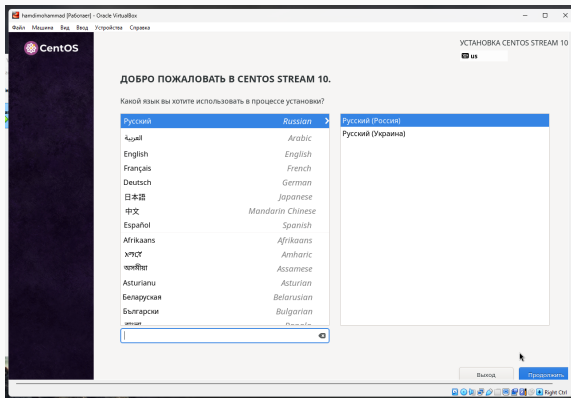 hamdimohammad [Работает] - Oracle VirtualBox
Файл Машина Вид Ввод Устройства Справка
CentOS
УСТАНОВКА CENTOS STREAM 10
us
ДОБРО ПОЖАЛОВАТЬ В CENTOS STREAM 10.
Какой язык вы хотите использовать в процессе установки?
Русский Russian
العربية Arabic
English English
Français French
Deutsch German
日本語 Japanese
中文 Mandarin Chinese
Español Spanish
Afrikaans Afrikaans
አማርኛ Amharic
অসমীয়া Assamese
Asturianu Asturian
Беларуская Belarusian
Български Bulgarian
Русский (Россия)
Русский (Украина)
Выход
Продолжить
Right Ctrl